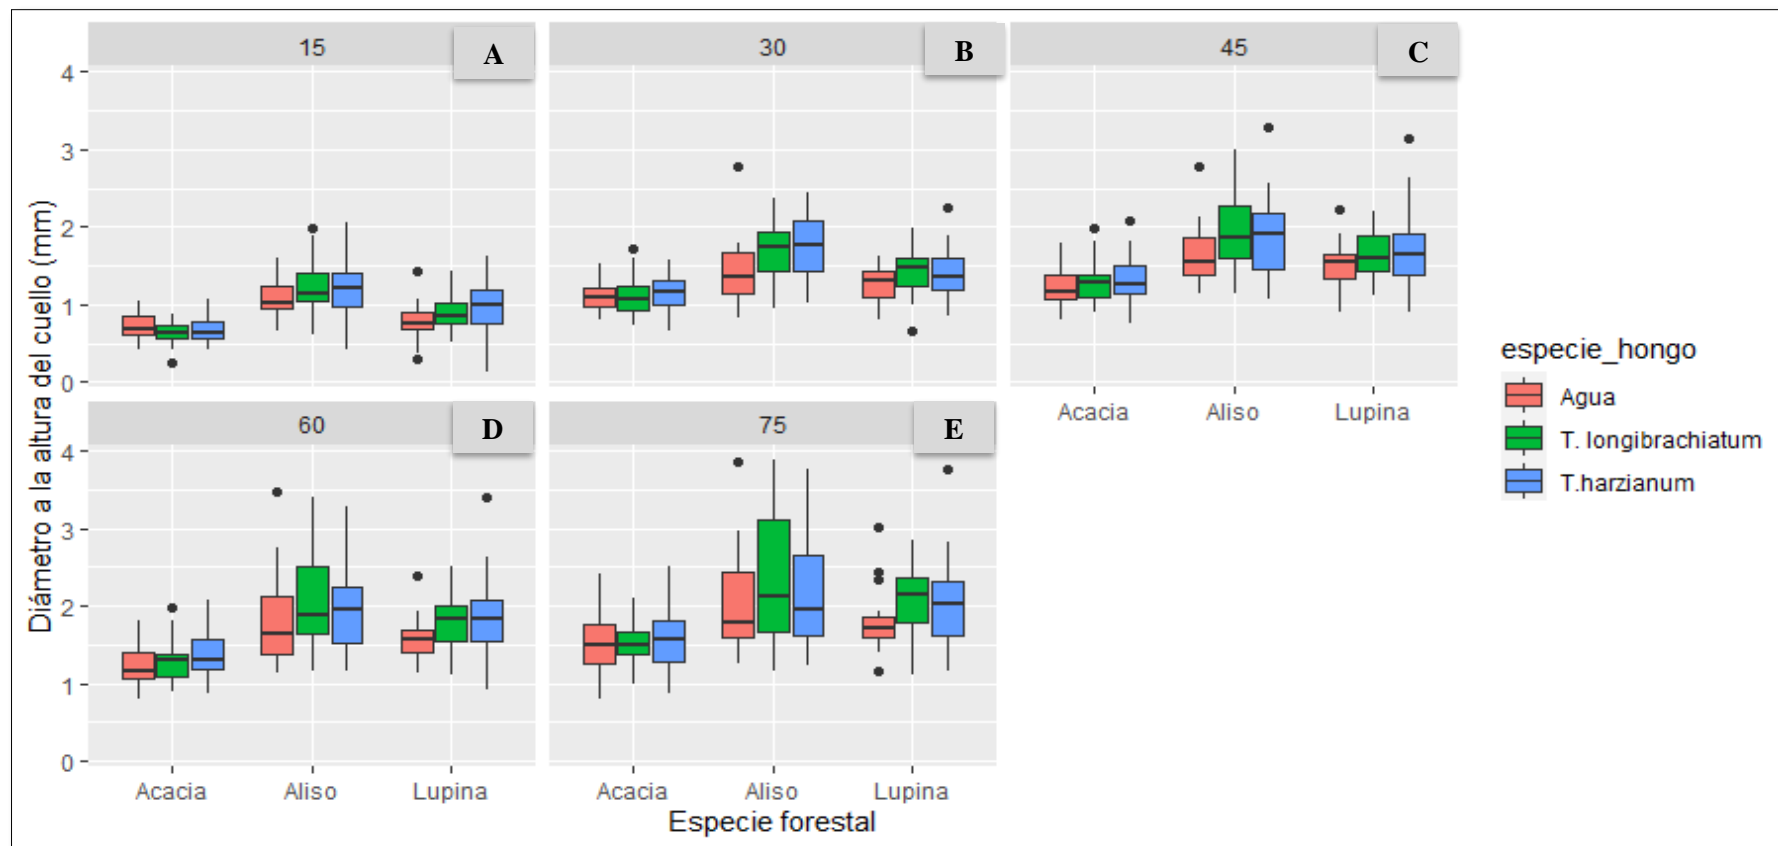 15 A
30 B
45 C
4
3
2
1
0
Acacia Aliso Lupina
60 D
75 E
4
3
2
1
0
Acacia Aliso Lupina
Acacia Aliso Lupina
Diámetro a la altura del cuello (mm)
Especie forestal
especie_hongo
Agua
T. longibrachiatum
T.harzianum